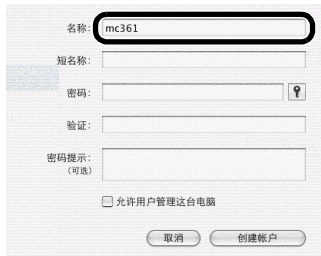 名称: mc361
短名称:
密码:
验证:
密码提示:
(可选)
允许用户管理这台电脑
取消 创建帐户